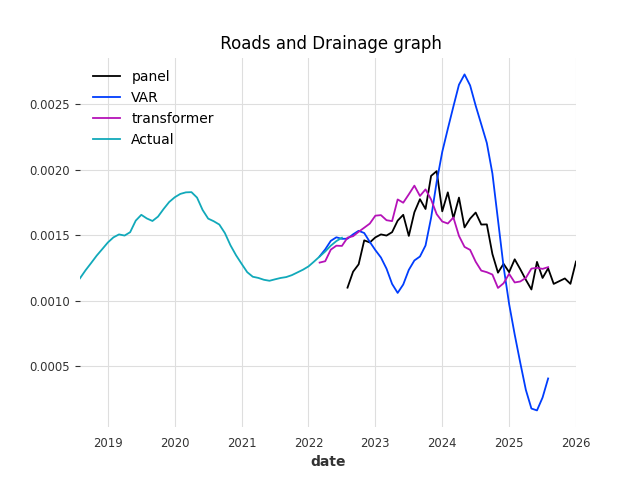 Roads and Drainage graph
panel
VAR
transformer
Actual
0.0025
0.0020
0.0015
0.0010
0.0005
2019 2020 2021 2022 2023 2024 2025 2026
date